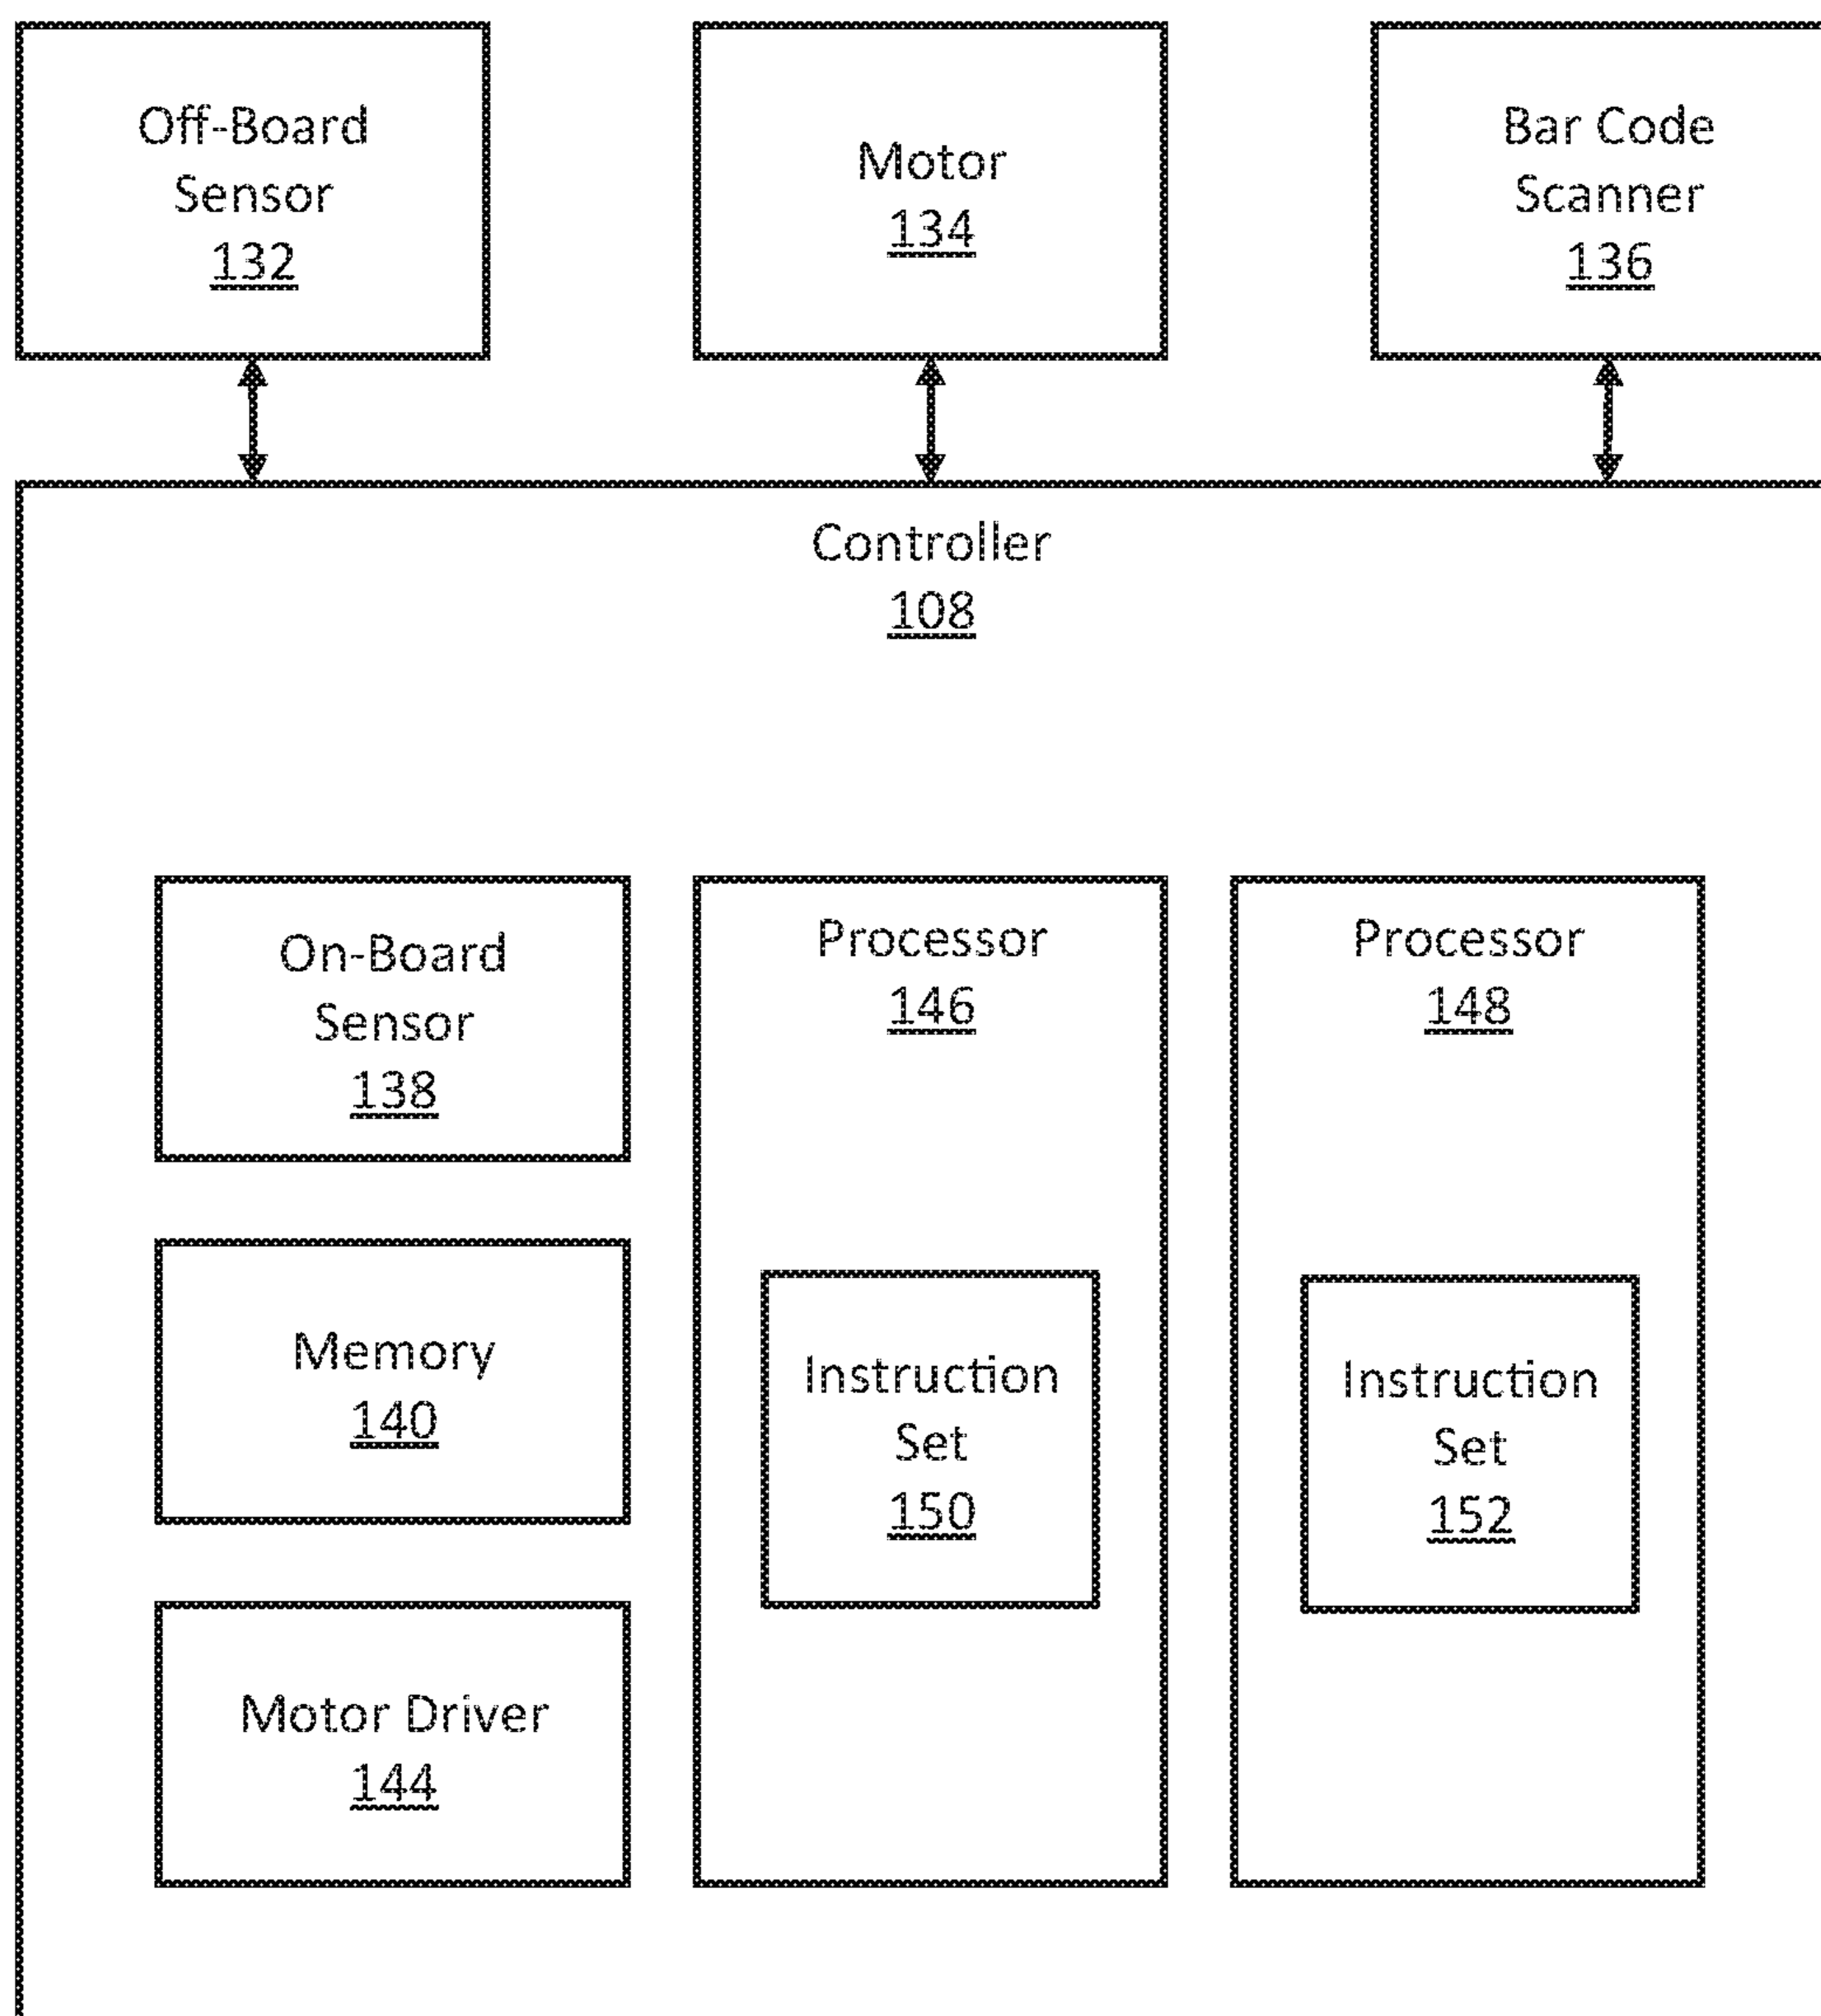 Off-Board
Sensor
132
Motor
134
Bar Code
Scanner
136
Controller
108
On-Board
Sensor
138
Memory
140
Motor Driver
144
Processor
146
Instruction
Set
150
Processor
148
Instruction
Set
152